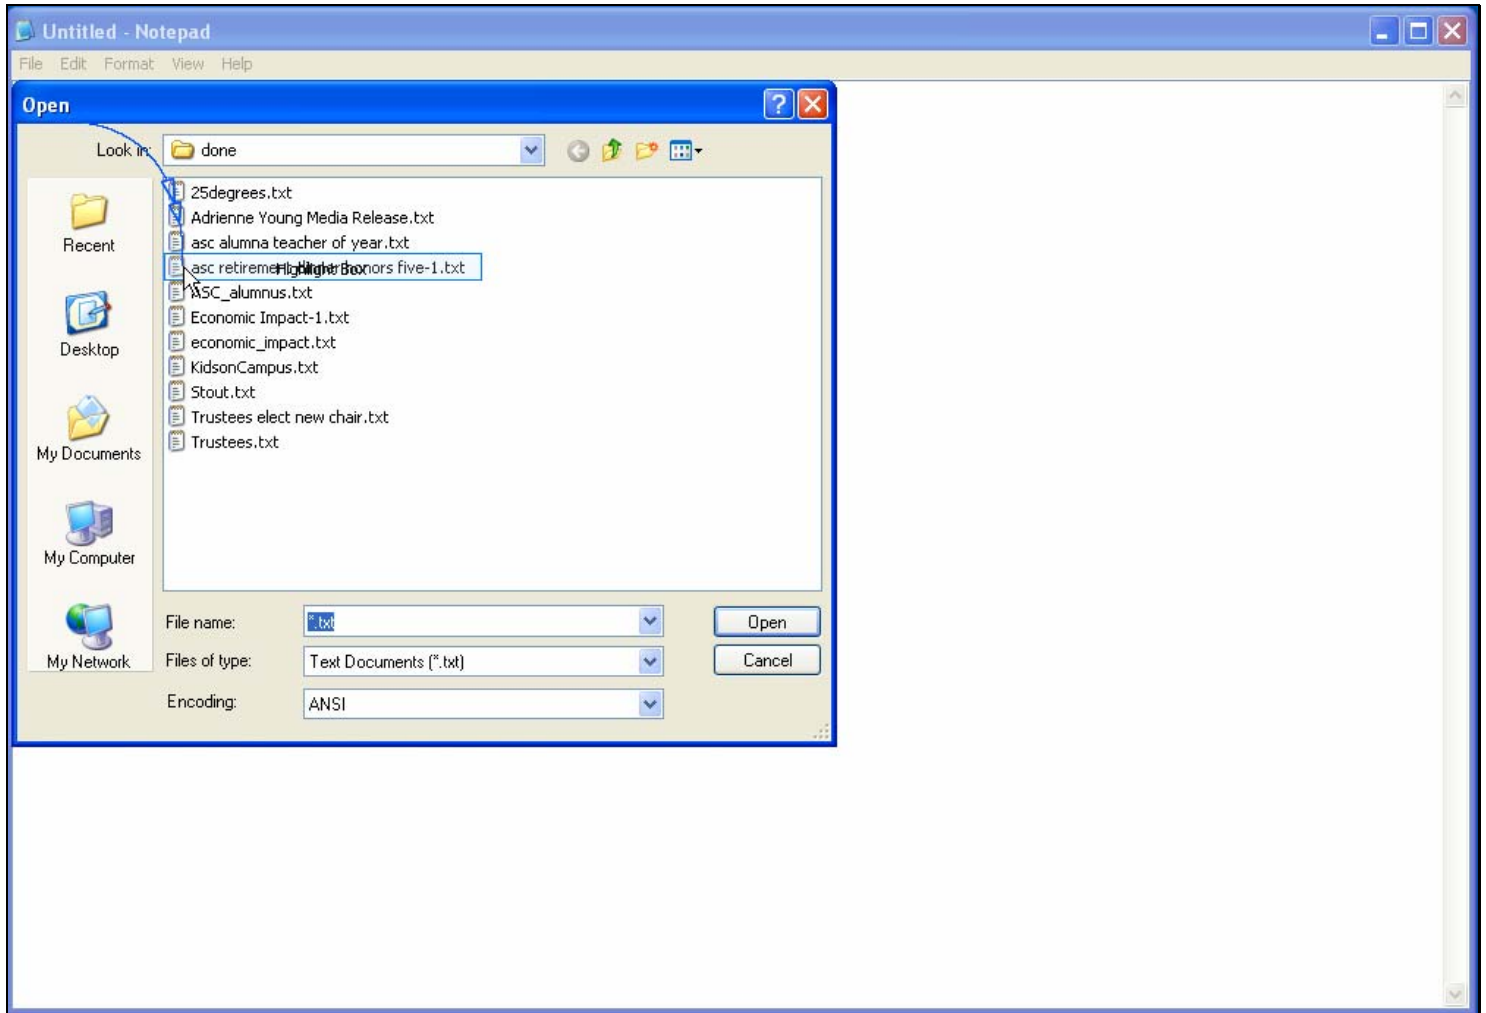 Untitled - Notepad
File Edit Format View Help
Open
Look in: done
25degrees.txt
Adrienne Young Media Release.txt
asc alumna teacher of year.txt
asc retirement honors five-1.txt
Highlight Box
ASC_alumnus.txt
Economic Impact-1.txt
economic_impact.txt
KidsonCampus.txt
Stout.txt
Trustees elect new chair.txt
Trustees.txt
Recent
Desktop
My Documents
My Computer
My Network
File name: *.txt Open
Files of type: Text Documents (*.txt) Cancel
Encoding: ANSI